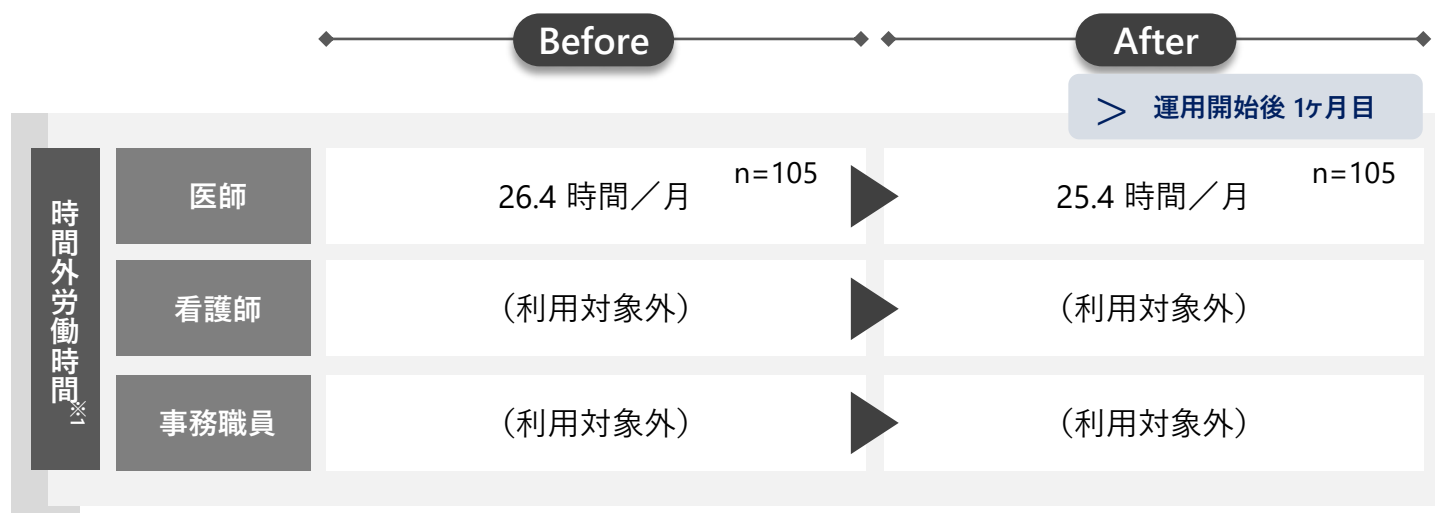 Before
After
> 運用開始後 1ヶ月目
時間外労働時間※1
医師
26.4 時間／月
n=105
25.4 時間／月
n=105
看護師
（利用対象外）
（利用対象外）
事務職員
（利用対象外）
（利用対象外）